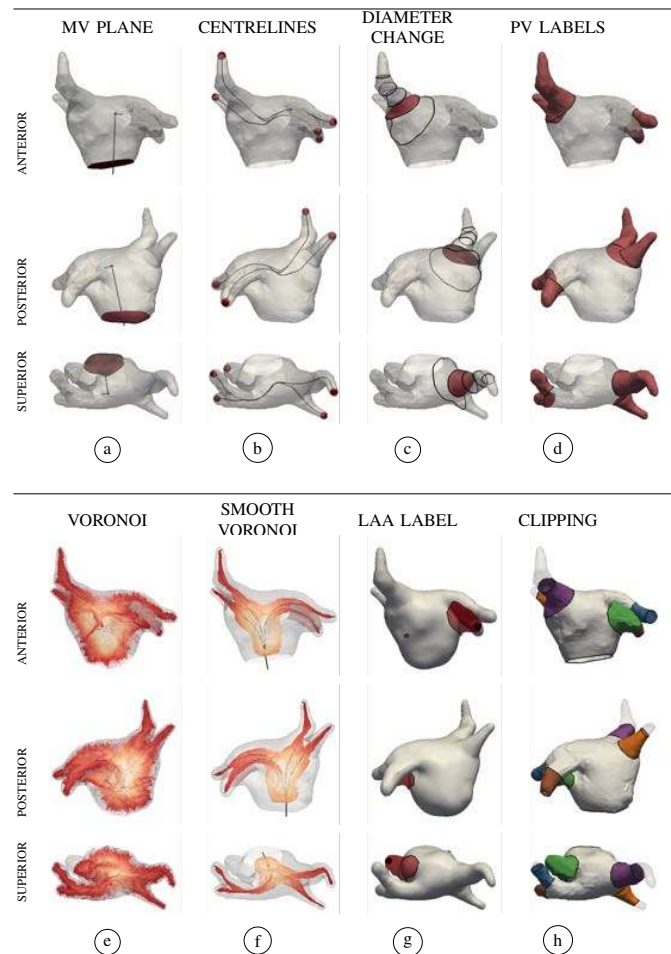 MV PLANE
CENTRELINES
DIAMETER
CHANGE
PV LABELS
ANTERIOR
POSTERIOR
SUPERIOR
a
b
c
d
VORONOI
SMOOTH
VORONOI
LAA LABEL
CLIPPING
ANTERIOR
POSTERIOR
SUPERIOR
e
f
g
h